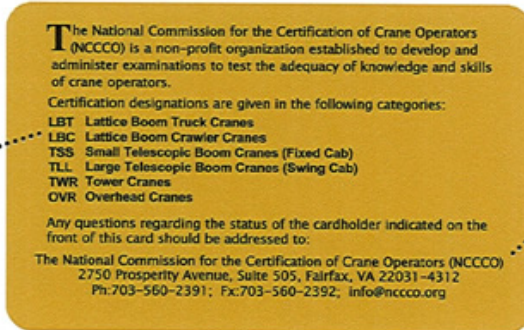 The National Commission for the Certification of Crane Operators
(NCCCO) is a non-profit organization established to develop and
administer examinations to test the adequacy of knowledge and skills
of crane operators.
Certification designations are given in the following categories:
LBT Lattice Boom Truck Cranes
LBC Lattice Boom Crawler Cranes
TSS Small Telescopic Boom Cranes (Fixed Cab)
TLL Large Telescopic Boom Cranes (Swing Cab)
TWR Tower Cranes
OVR Overhead Cranes
Any questions regarding the status of the cardholder indicated on the
front of this card should be addressed to:
The National Commission for the Certification of Crane Operators (NCCCO)
2750 Prosperity Avenue, Suite 505, Fairfax, VA 22031-4312
Ph:703-560-2391; Fx:703-560-2392; info@nccco.org